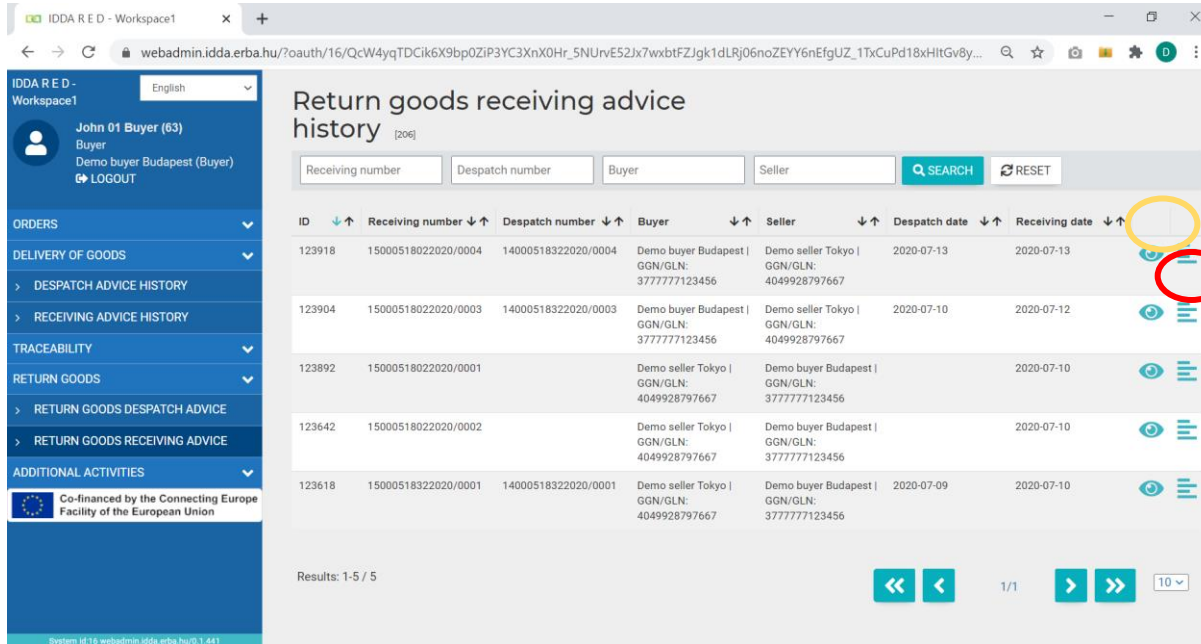 IDDA R E D - Workspace1
webadmin.idda.erba.hu/?oauth/16/QcW4yqTDCik6X9bp0ZiP3YC3XnX0Hr_5NUrvE52Jx7wxbtFZJgk1dLRj06noZEYY6nEfgUZ_1TxCuPd18xHItGv8y...
D
IDDA R E D -
Workspace1
English
John 01 Buyer (63)
Buyer
Demo buyer Budapest (Buyer)
LOGOUT
ORDERS
DELIVERY OF GOODS
> DESPATCH ADVICE HISTORY
> RECEIVING ADVICE HISTORY
TRACEABILITY
RETURN GOODS
> RETURN GOODS DESPATCH ADVICE
> RETURN GOODS RECEIVING ADVICE
ADDITIONAL ACTIVITIES
Co-financed by the Connecting Europe
Facility of the European Union
System id:16 webadmin.idda.erba.hu/0.1.441
Return goods receiving advice
history [206]
Receiving number Despatch number Buyer Seller SEARCH RESET
ID Receiving number Despatch number Buyer Seller Despatch date Receiving date
123918 15000518022020/0004 14000518322020/0004 Demo buyer Budapest | Demo seller Tokyo | 2020-07-13 2020-07-13
GGN/GLN: GGN/GLN:
3777777123456 4049928797667
123904 15000518022020/0003 14000518322020/0003 Demo buyer Budapest | Demo seller Tokyo | 2020-07-10 2020-07-12
GGN/GLN: GGN/GLN:
3777777123456 4049928797667
123892 15000518022020/0001 Demo seller Tokyo | Demo buyer Budapest | 2020-07-10
GGN/GLN: GGN/GLN:
4049928797667 3777777123456
123642 15000518022020/0002 Demo seller Tokyo | Demo buyer Budapest | 2020-07-10
GGN/GLN: GGN/GLN:
4049928797667 3777777123456
123618 15000518322020/0001 14000518322020/0001 Demo seller Tokyo | Demo buyer Budapest | 2020-07-09 2020-07-10
GGN/GLN: GGN/GLN:
4049928797667 3777777123456
Results: 1-5 / 5
1/1
10